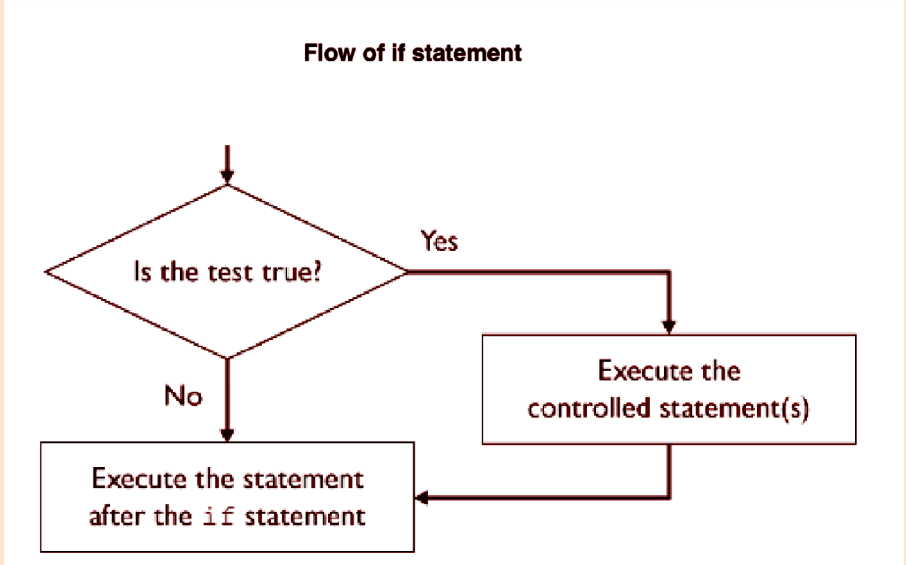 Flow of if statement
Yes
Is the test true?
Execute the
controlled statement(s)
No
Execute the statement
after the if statement